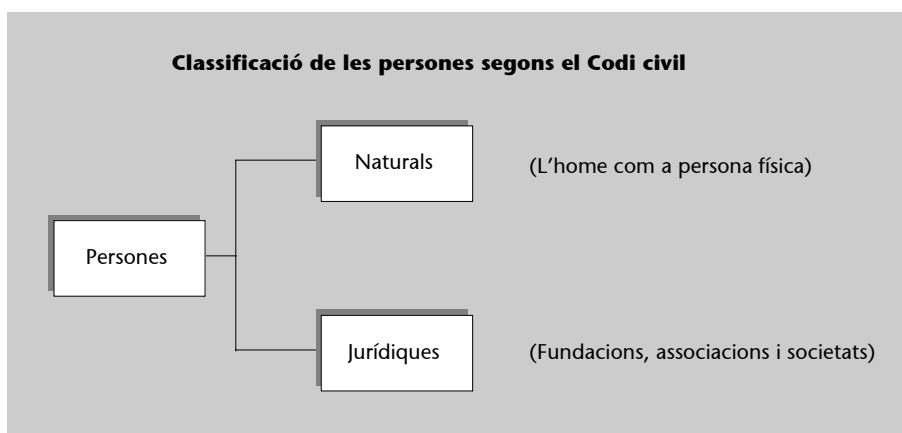 Classificació de les persones segons el Codi civil
Naturals
(L’home com a persona física)
Persones
Jurídiques
(Fundacions, associacions i societats)